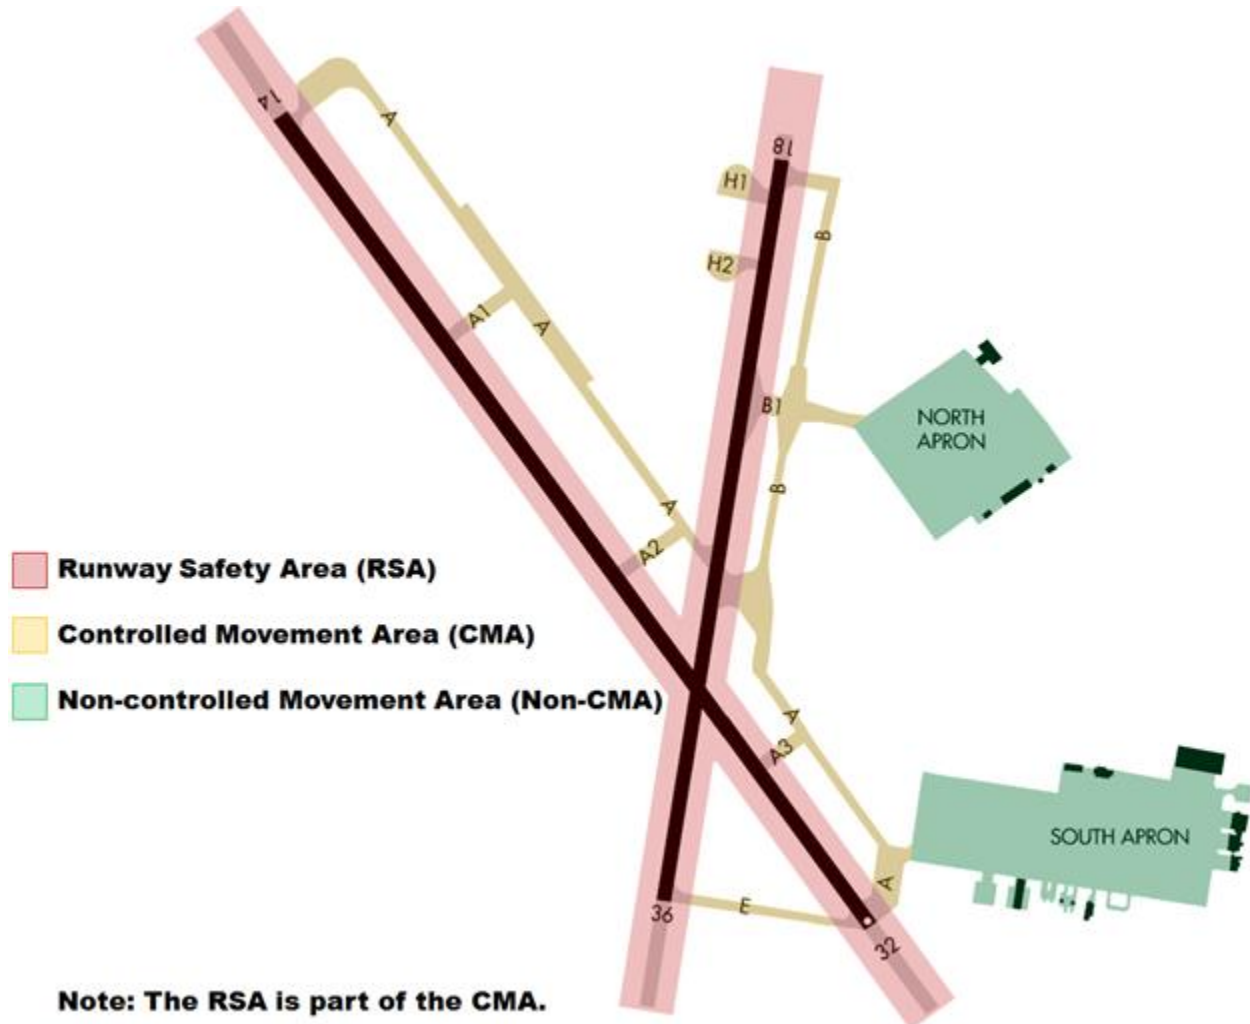 14
A
18
H1
B
H2
A1
A
B1
NORTH
APRON
B
A
A2
Runway Safety Area (RSA)
Controlled Movement Area (CMA)
Non-controlled Movement Area (Non-CMA)
A
A3
SOUTH APRON
A
E
36
32
Note: The RSA is part of the CMA.